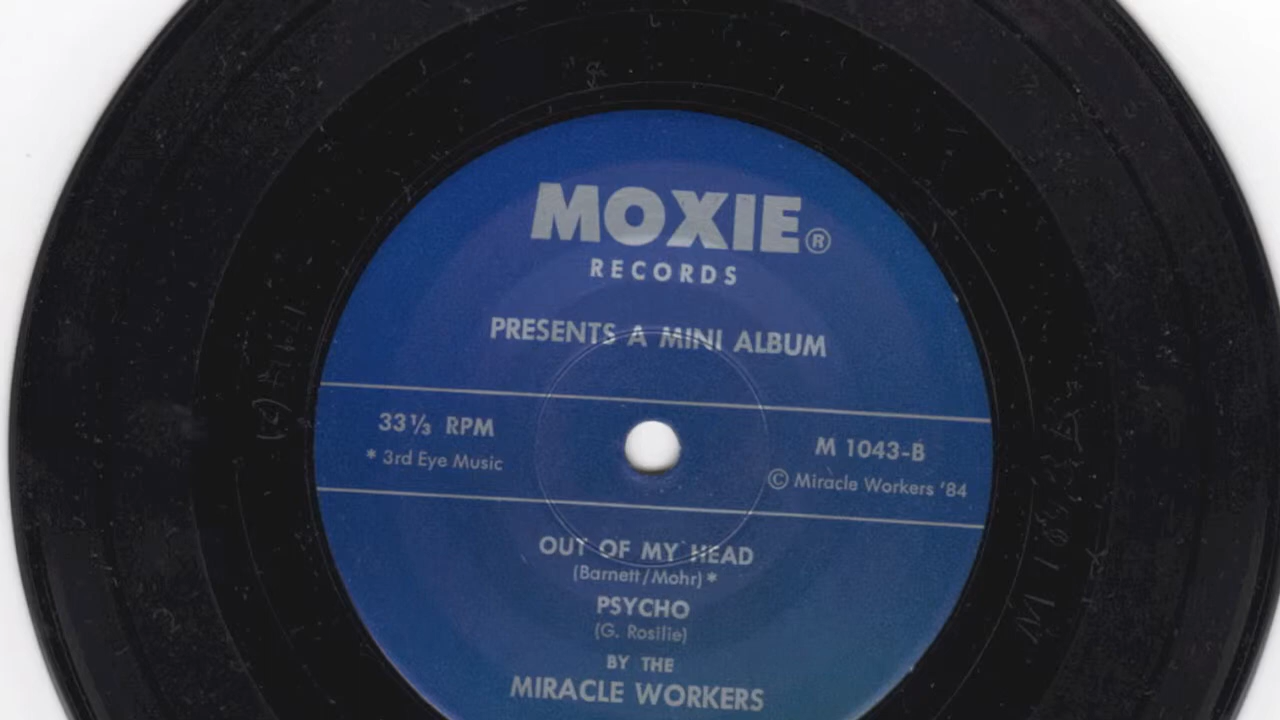 MOXIE®
RECORDS
PRESENTS A MINI ALBUM
33⅓ RPM
* 3rd Eye Music
M 1043-B
© Miracle Workers '84
OUT OF MY HEAD
(Barnett/Mohr)*
PSYCHO
(G. Rosilie)
BY THE
MIRACLE WORKERS